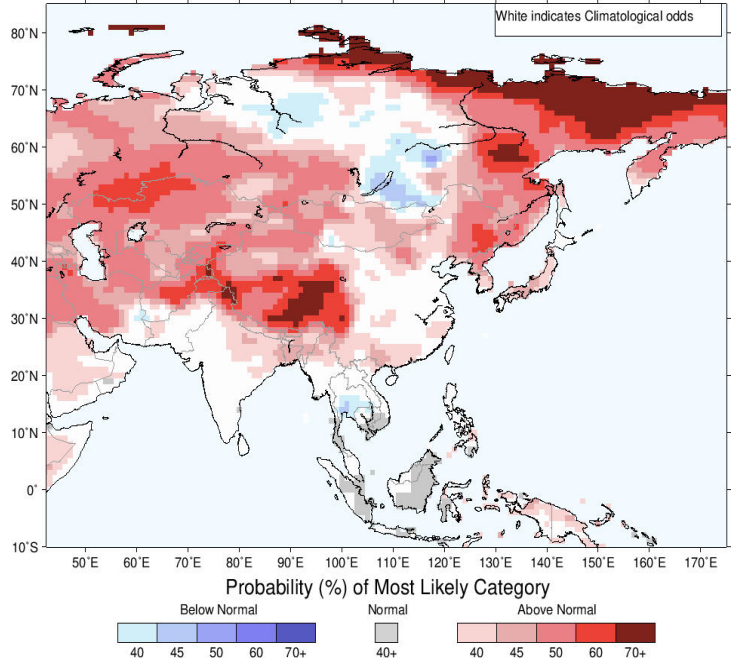 White indicates Climatological odds
80°N
70°N
60°N
50°N
40°N
30°N
20°N
10°N
0°
10°S
50°E 60°E 70°E 80°E 90°E 100°E 110°E 120°E 130°E 140°E 150°E 160°E 170°E
Probability (%) of Most Likely Category
Below Normal Normal Above Normal
40 45 50 60 70+ 40+ 40 45 50 60 70+